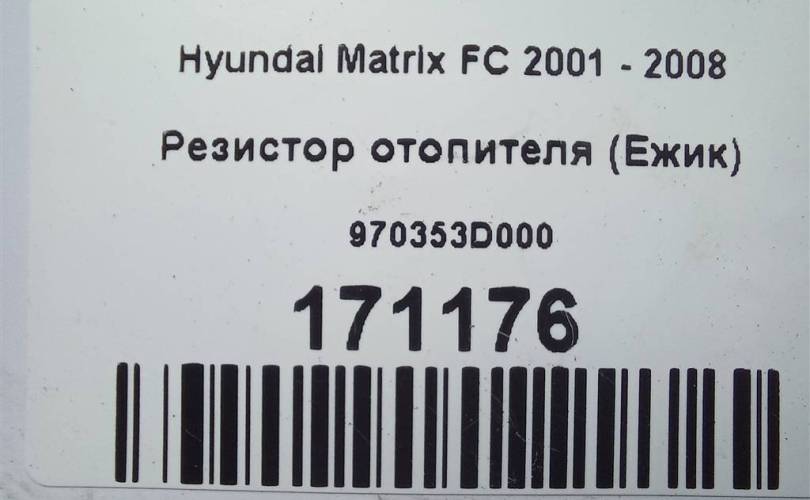 Hyundai Matrix FC 2001 - 2008
Резистор отопителя (Ежик)
970353D000
171176